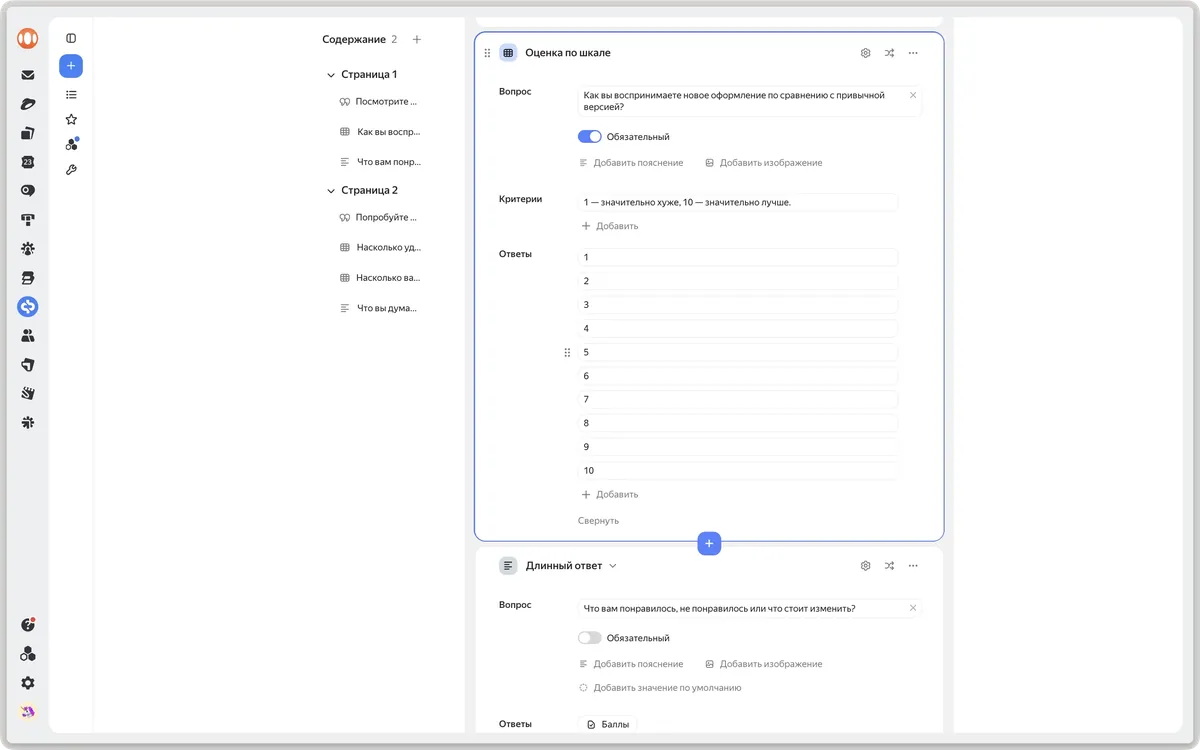 Содержание 2
Страница 1
Посмотрите ...
Как вы воспр...
Что вам понр...
Страница 2
Попробуйте ...
Насколько уд...
Насколько ва...
Что вы дума...
23
Оценка по шкале
Вопрос
Как вы воспринимаете новое оформление по сравнению с привычной
версией?
Обязательный
Добавить пояснение
Добавить изображение
Критерии
1 — значительно хуже, 10 — значительно лучше.
Добавить
Ответы
1
2
3
4
5
6
7
8
9
10
Добавить
Свернуть
Длинный ответ
Вопрос
Что вам понравилось, не понравилось или что стоит изменить?
Обязательный
Добавить пояснение
Добавить изображение
Добавить значение по умолчанию
Ответы
Баллы